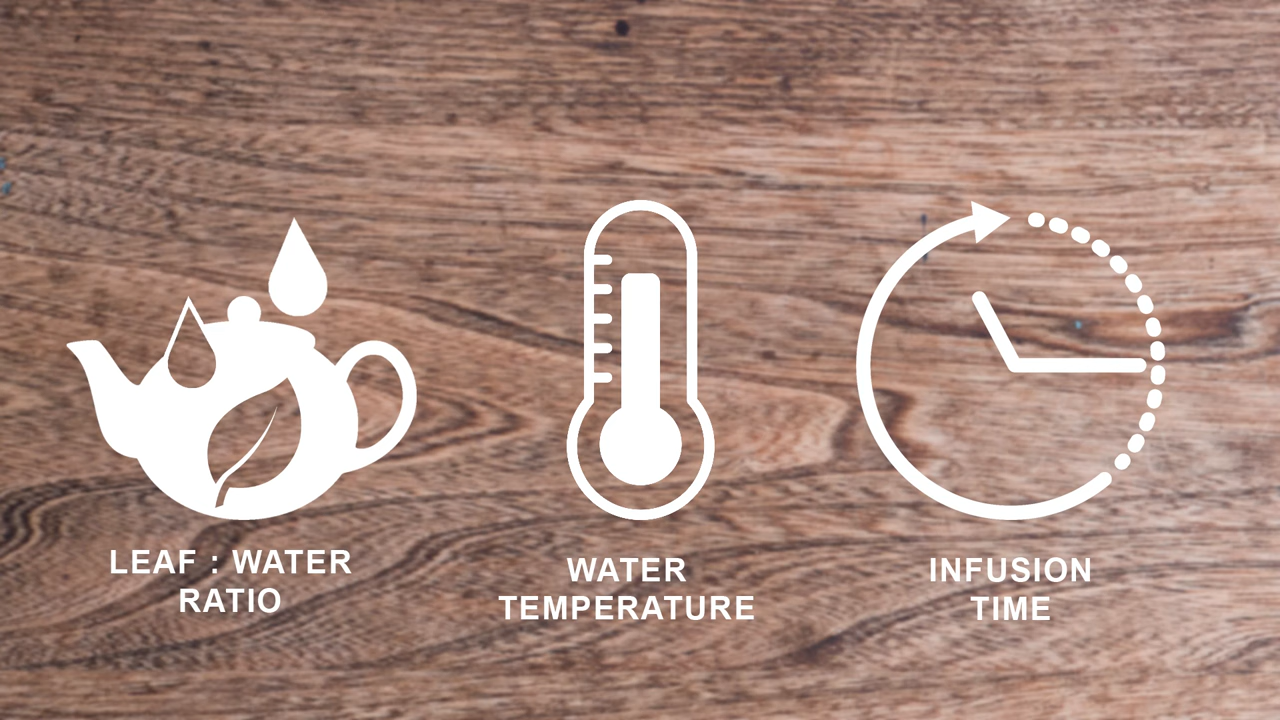 LEAF : WATER
RATIO
WATER
TEMPERATURE
INFUSION
TIME